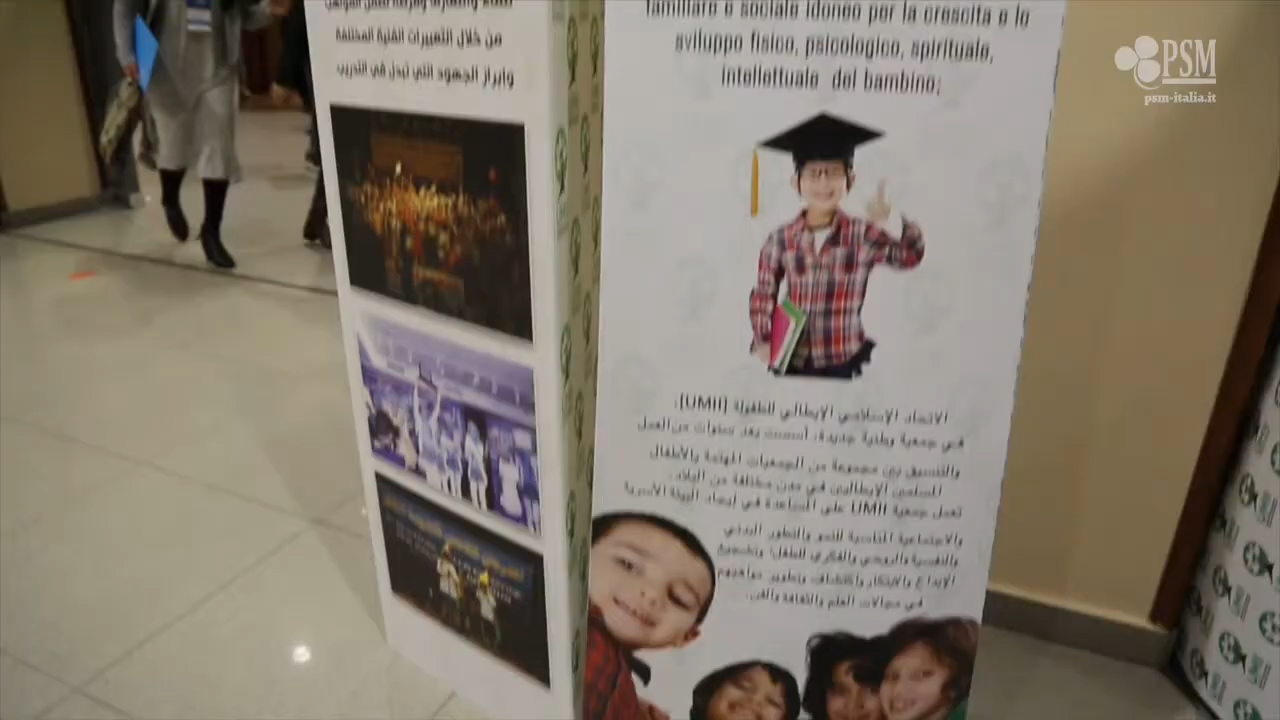 من خلال التعبيرات الفنية المختلفة
وإبراز الجهود التي تبذل في التدريب
familiare e sociale idoneo per la crescita e lo
sviluppo fisico, psicologico, spirituale,
intellettuale del bambino;
الاتحاد الإسلامي الإيطالي للطفولة (UMII).
هي جمعية وطنية جديدة، أسست بعد سنوات من العمل
والتنسيق بين مجموعة من الجمعيات المهتمة بالأطفال
المسلمين الإيطاليين في مدن مختلفة من البلاد.
تعمل جمعية UMII على المساعدة في إيجاد البيئة الأسرية
والاجتماعية المناسبة للنمو والتطور البدني
والنفسية والروحي والفكري للطفل؛ وتشجيع
الإبداع والابتكار واكتشاف وتطوير مواهبهم
في مجالات العلم والثقافة والفن.
PSM
psm-italia.it